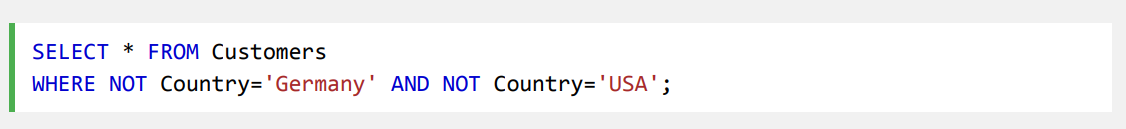 SELECT * FROM Customers
WHERE NOT Country='Germany' AND NOT Country='USA';